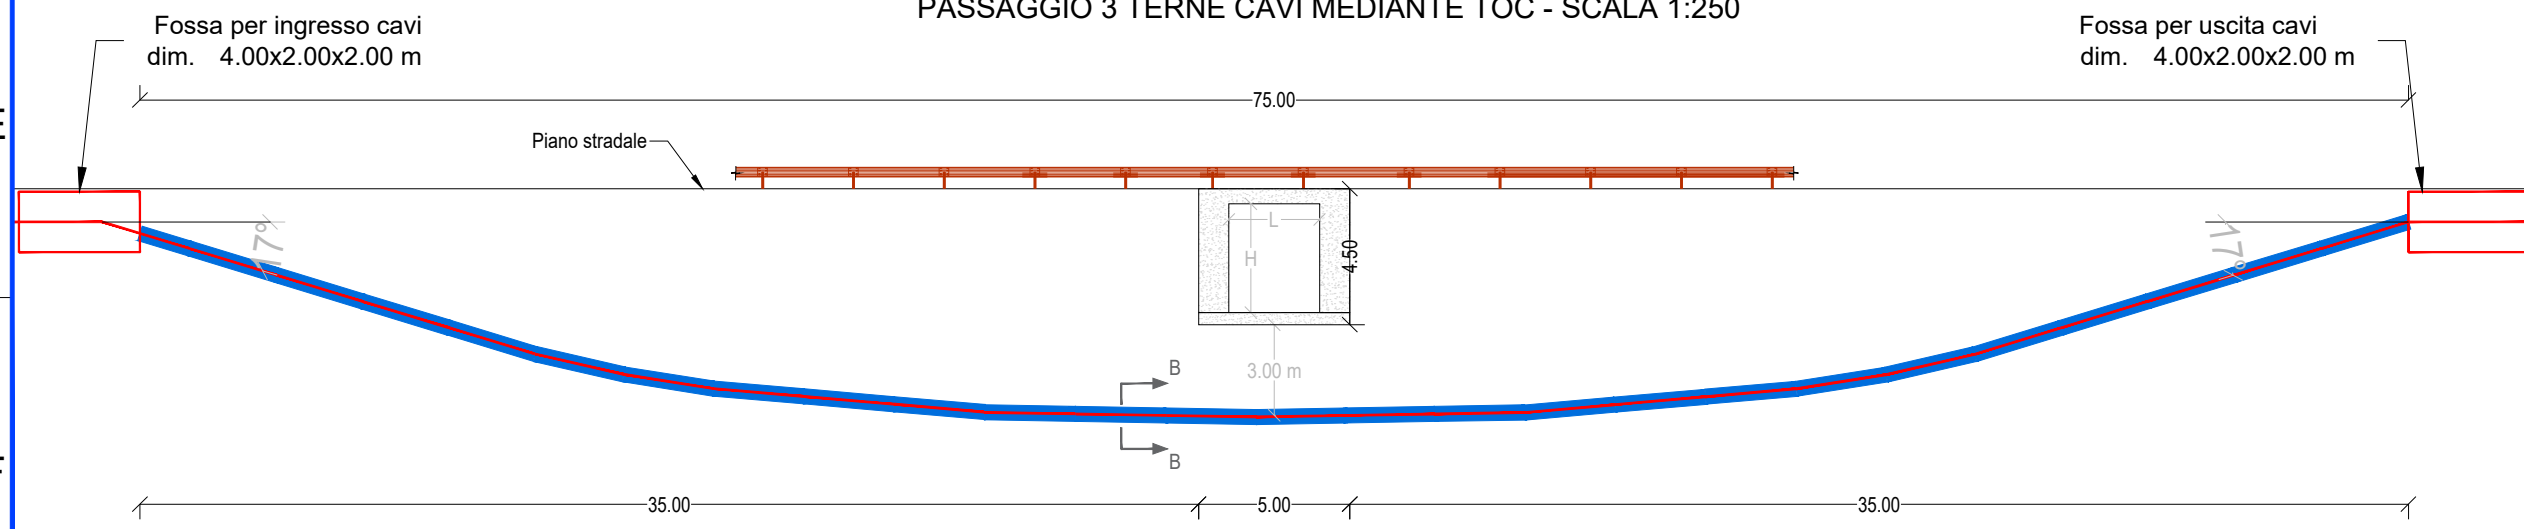 PASSAGGIO 3 TERNE CAVI MEDIANTE TOC - SCALA 1:250
Fossa per ingresso cavi
dim. 4.00x2.00x2.00 m
Fossa per uscita cavi
dim. 4.00x2.00x2.00 m
75.00
Piano stradale
17°
L
H
4.50
17°
3.00 m
B
B
35.00
5.00
35.00